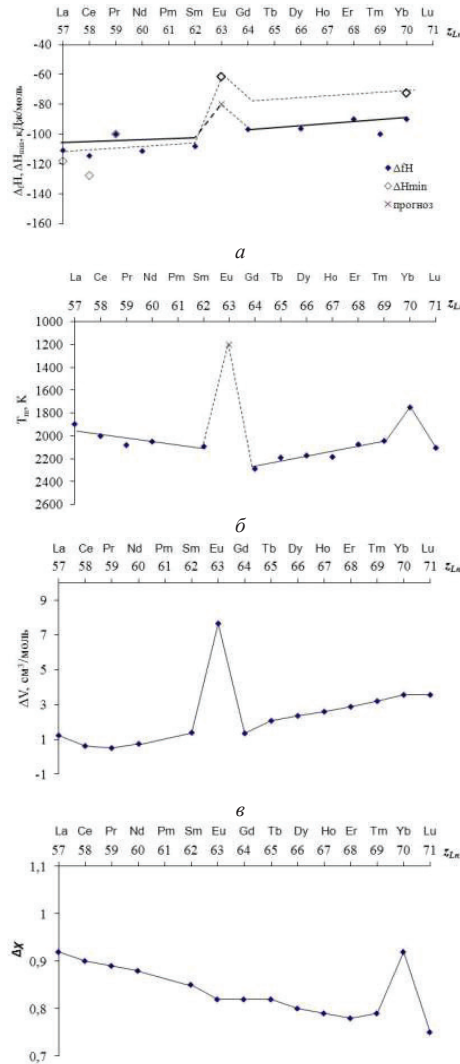 La Ce Pr Nd Pm Sm Eu Gd Tb Dy Ho Er Tm Yb Lu
57 58 59 60 61 62 63 64 65 66 67 68 69 70 71 z_Ln
-40
-60
-80
-100
-120
-140
-160
Δ_fH, ΔH_min, кДж/моль
ΔfH
ΔHmin
прогноз
а
La Ce Pr Nd Pm Sm Eu Gd Tb Dy Ho Er Tm Yb Lu
57 58 59 60 61 62 63 64 65 66 67 68 69 70 71
1000
1200
1400
1600
1800
2000
2200
2400
2600
T_m, K
б
La Ce Pr Nd Pm Sm Eu Gd Tb Dy Ho Er Tm Yb Lu
57 58 59 60 61 62 63 64 65 66 67 68 69 70 71 z_Ln
9
7
5
3
1
-1
ΔV, см³/моль
в
La Ce Pr Nd Pm Sm Eu Gd Tb Dy Ho Er Tm Yb Lu
57 58 59 60 61 62 63 64 65 66 67 68 69 70 71 z_Ln
1,1
1
0,9
0,8
0,7
Δχ